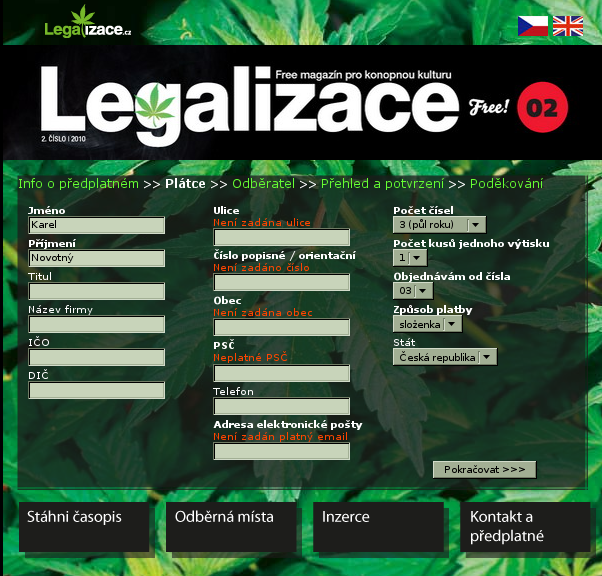 Legalizace.cz
Free magazín pro konopnou kulturu
Legalizace
Free!
02
2. ČÍSLO | 2010
Info o předplatném >> Plátce >> Odběratel >> Přehled a potvrzení >> Poděkování
Jméno
Karel
Příjmení
Novotný
Titul
Název firmy
IČO
DIČ
Ulice
Není zadána ulice
Číslo popisné / orientační
Není zadáno číslo
Obec
Není zadána obec
PSČ
Neplatné PSČ
Telefon
Adresa elektronické pošty
Není zadán platný email
Počet čísel
3 (půl roku)
Počet kusů jednoho výtisku
1
Objednávám od čísla
03
Způsob platby
složenka
Stát
Česká republika
Pokračovat >>>
Stáhni časopis
Odběrná místa
Inzerce
Kontakt a
předplatné